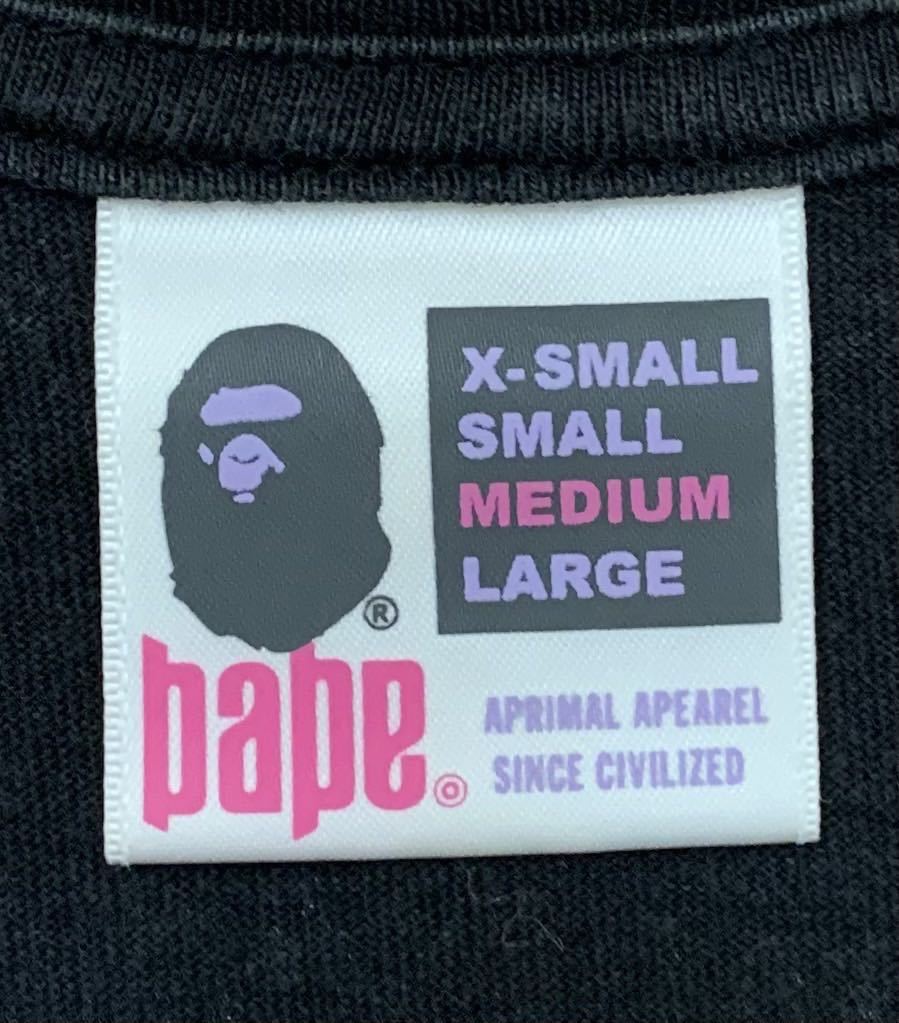 X-SMALL
SMALL
MEDIUM
LARGE
®
bape
APRIMAL APEAREL
SINCE CIVILIZED